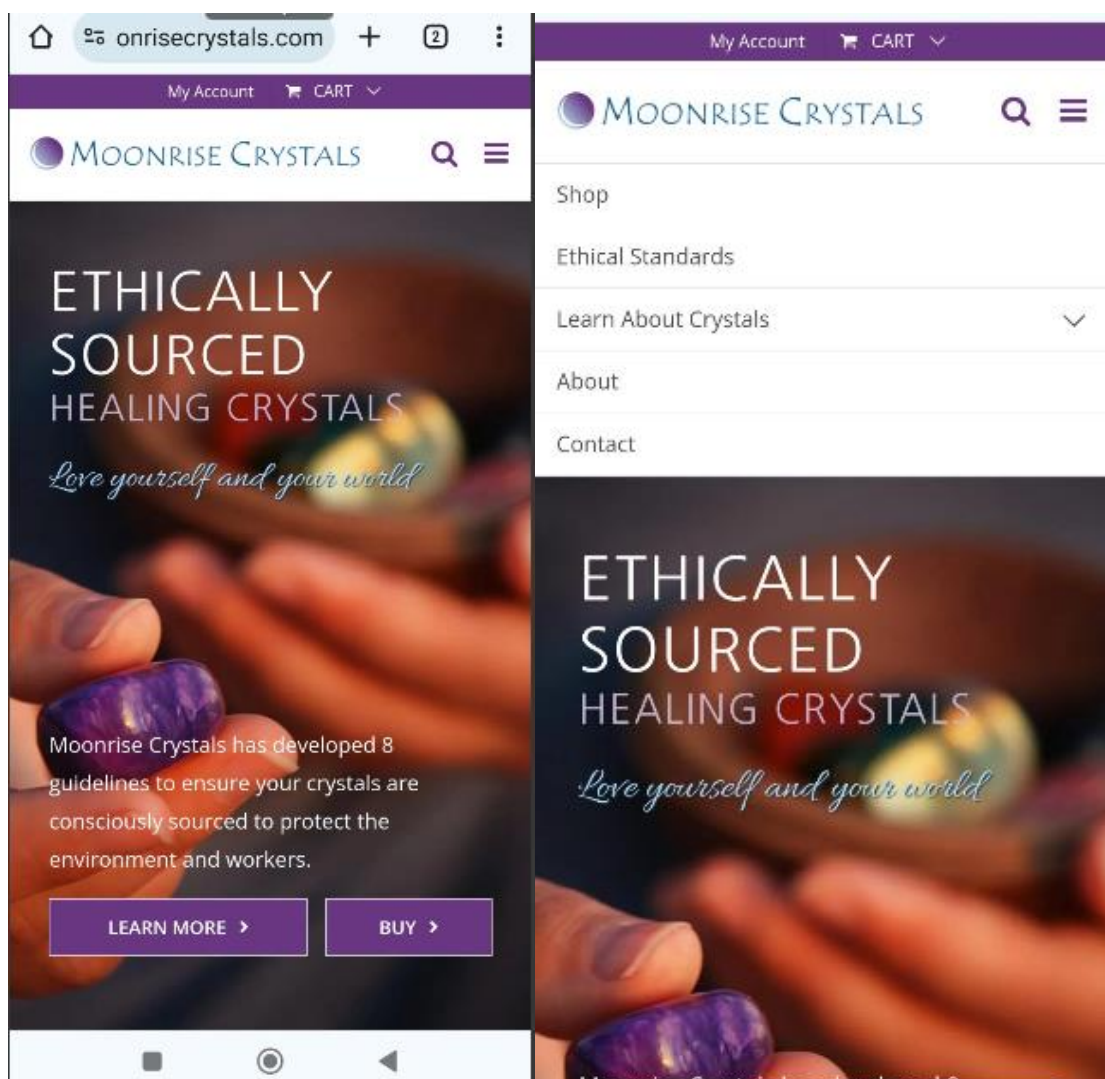 onrisecrystals.com
2
My Account CART
MOONRISE CRYSTALS
ETHICALLY
SOURCED
HEALING CRYSTALS
Love yourself and your world
Moonrise Crystals has developed 8
guidelines to ensure your crystals are
consciously sourced to protect the
environment and workers.
LEARN MORE >
BUY >
My Account CART
MOONRISE CRYSTALS
Shop
Ethical Standards
Learn About Crystals
About
Contact
ETHICALLY
SOURCED
HEALING CRYSTALS
Love yourself and your world